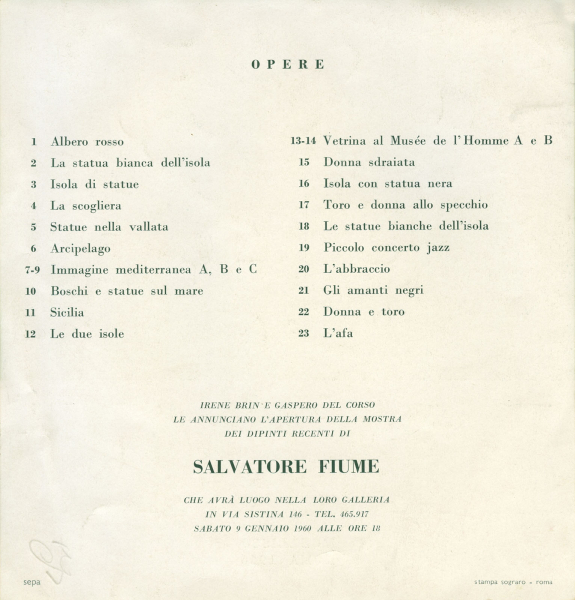 OPERE
1 Albero rosso
2 La statua bianca dell'isola
3 Isola di statue
4 La scogliera
5 Statue nella vallata
6 Arcipelago
7-9 Immagine mediterranea A, B e C
10 Boschi e statue sul mare
11 Sicilia
12 Le due isole
13-14 Vetrina al Musée de l'Homme A e B
15 Donna sdraiata
16 Isola con statua nera
17 Toro e donna allo specchio
18 Le statue bianche dell'isola
19 Piccolo concerto jazz
20 L'abbraccio
21 Gli amanti negri
22 Donna e toro
23 L'afa
IRENE BRIN E GASPERO DEL CORSO
LE ANNUNCIANO L'APERTURA DELLA MOSTRA
DEI DIPINTI RECENTI DI
SALVATORE FIUME
CHE AVRÀ LUOGO NELLA LORO GALLERIA
IN VIA SISTINA 146 - TEL. 465.917
SABATO 9 GENNAIO 1960 ALLE ORE 18
sepa
stampa sograro - roma